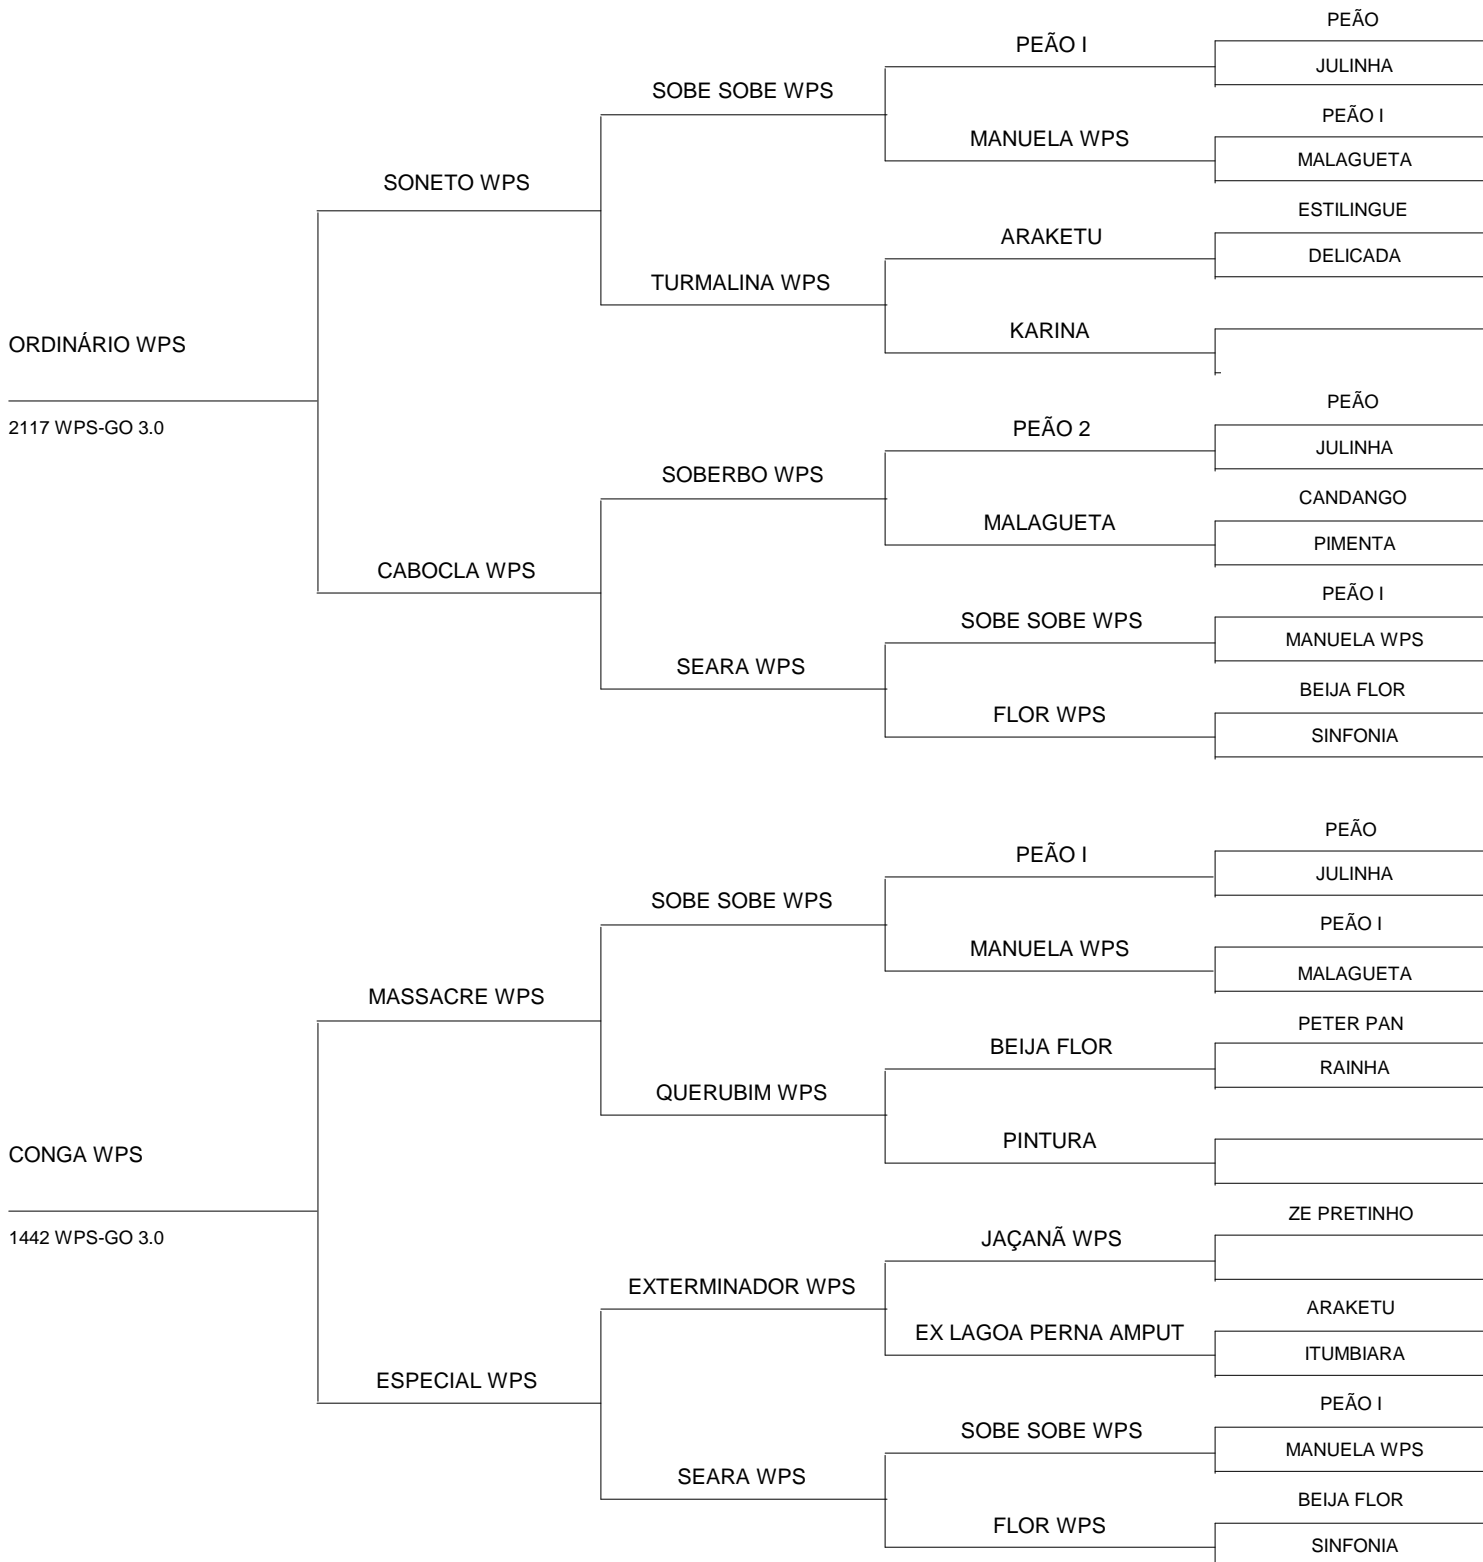 PEÃO
PEÃO I
JULINHA
SOBE SOBE WPS
PEÃO I
MANUELA WPS
MALAGUETA
SONETO WPS
ESTILINGUE
ARAKETU
DELICADA
TURMALINA WPS
KARINA
ORDINÁRIO WPS
PEÃO
2117 WPS-GO 3.0
PEÃO 2
JULINHA
SOBERBO WPS
CANDANGO
MALAGUETA
PIMENTA
CABOCLA WPS
PEÃO I
SOBE SOBE WPS
MANUELA WPS
SEARA WPS
BEIJA FLOR
FLOR WPS
SINFONIA
PEÃO
PEÃO I
JULINHA
SOBE SOBE WPS
PEÃO I
MANUELA WPS
MALAGUETA
MASSACRE WPS
PETER PAN
BEIJA FLOR
RAINHA
QUERUBIM WPS
PINTURA
CONGA WPS
ZE PRETINHO
1442 WPS-GO 3.0
JAÇANÃ WPS
EXTERMINADOR WPS
ARAKETU
EX LAGOA PERNA AMPUT
ITUMBIARA
ESPECIAL WPS
PEÃO I
SOBE SOBE WPS
MANUELA WPS
SEARA WPS
BEIJA FLOR
FLOR WPS
SINFONIA